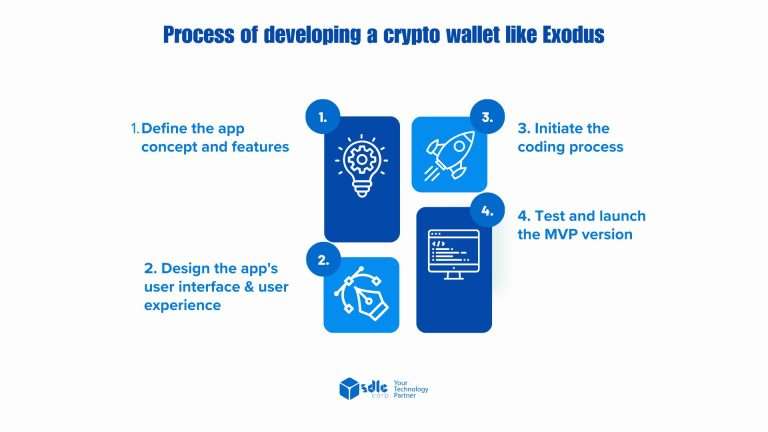 Process of developing a crypto wallet like Exodus
1.
1.Define the app
concept and features
2.
2. Design the app's
user interface & user
experience
3.
3. Initiate the
coding process
4.
4. Test and launch
the MVP version
</>
sdlc
corp
Your
Technology
Partner